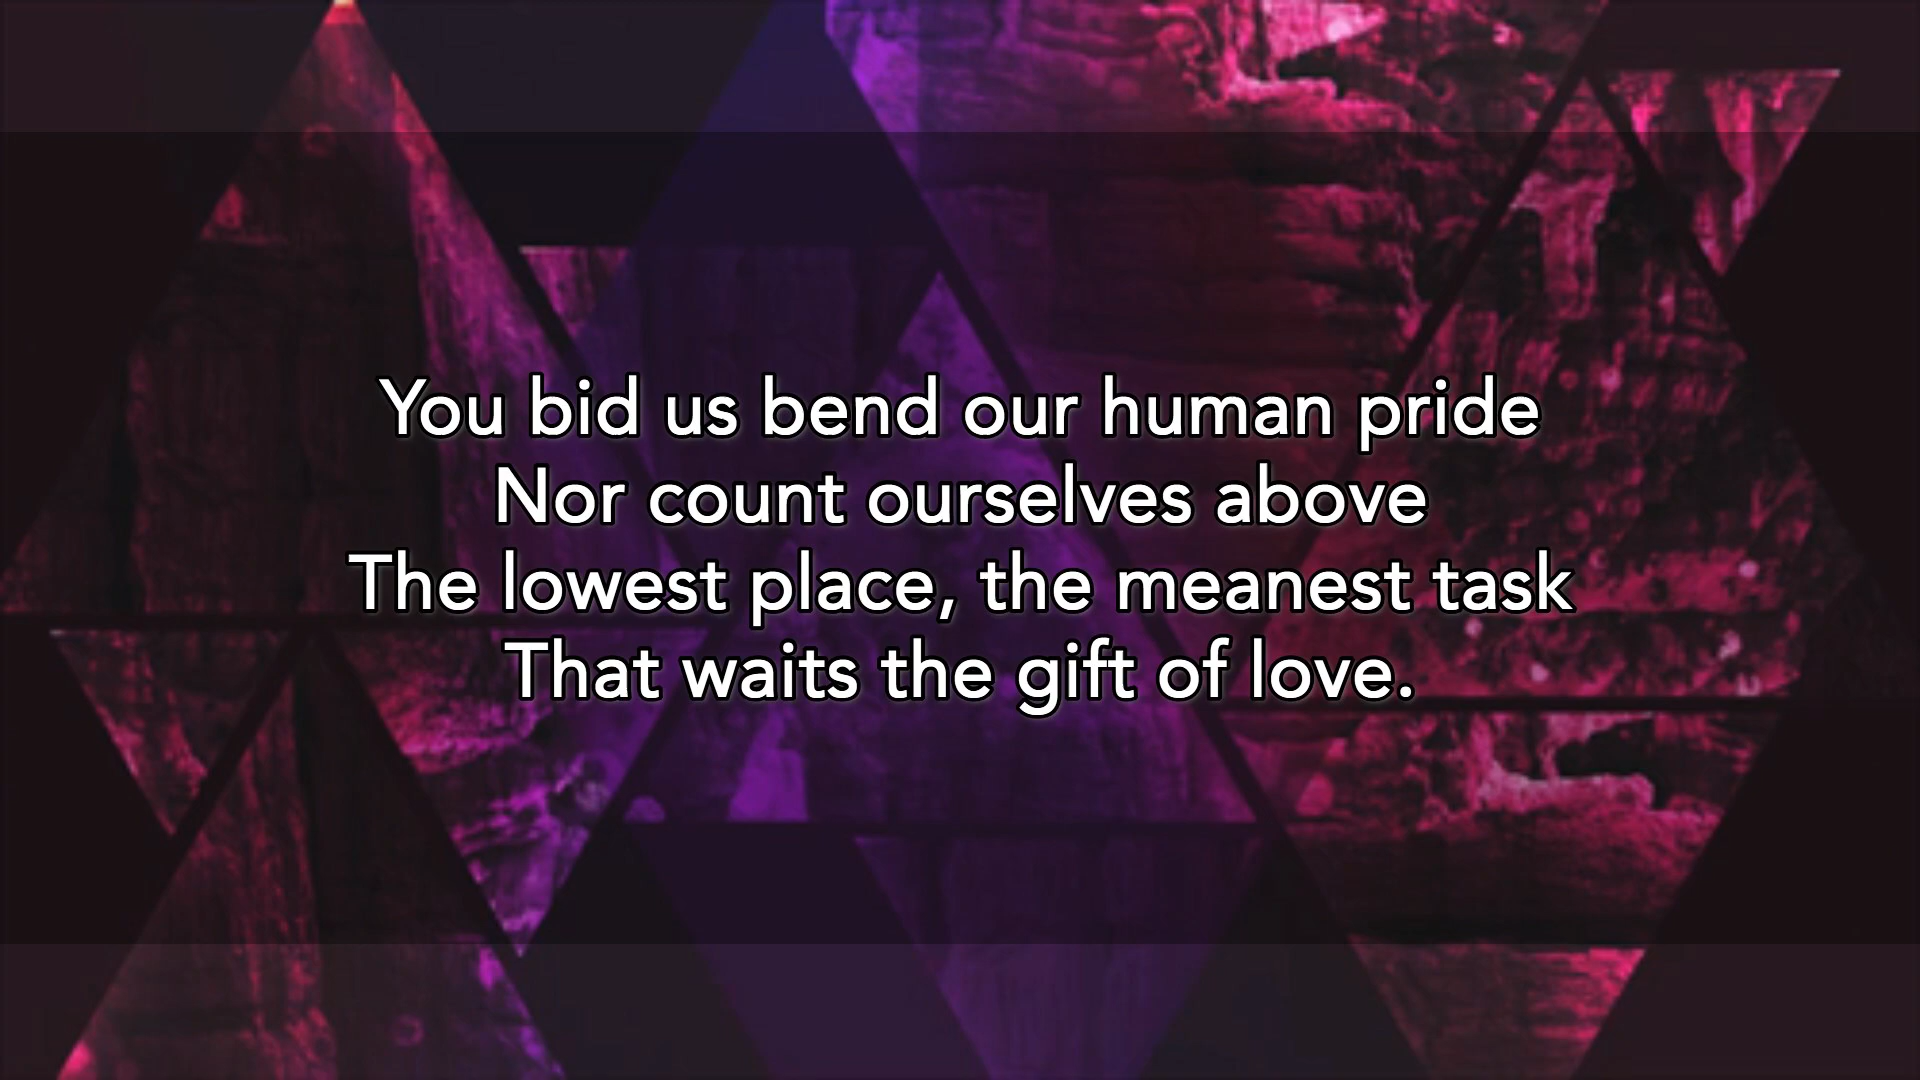 You bid us bend our human pride
Nor count ourselves above
The lowest place, the meanest task
That waits the gift of love.